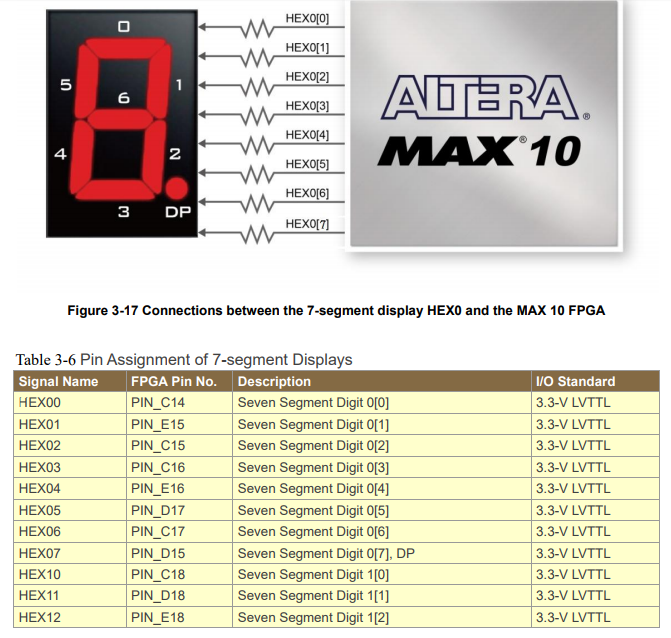 0
5
1
6
4
2
3
DP
HEX0[0]
HEX0[1]
HEX0[2]
HEX0[3]
HEX0[4]
HEX0[5]
HEX0[6]
HEX0[7]
ALTERA®
MAX® 10
Figure 3-17 Connections between the 7-segment display HEX0 and the MAX 10 FPGA
Table 3-6 Pin Assignment of 7-segment Displays
Signal Name FPGA Pin No. Description I/O Standard
HEX00 PIN_C14 Seven Segment Digit 0[0] 3.3-V LVTTL
HEX01 PIN_E15 Seven Segment Digit 0[1] 3.3-V LVTTL
HEX02 PIN_C15 Seven Segment Digit 0[2] 3.3-V LVTTL
HEX03 PIN_C16 Seven Segment Digit 0[3] 3.3-V LVTTL
HEX04 PIN_E16 Seven Segment Digit 0[4] 3.3-V LVTTL
HEX05 PIN_D17 Seven Segment Digit 0[5] 3.3-V LVTTL
HEX06 PIN_C17 Seven Segment Digit 0[6] 3.3-V LVTTL
HEX07 PIN_D15 Seven Segment Digit 0[7], DP 3.3-V LVTTL
HEX10 PIN_C18 Seven Segment Digit 1[0] 3.3-V LVTTL
HEX11 PIN_D18 Seven Segment Digit 1[1] 3.3-V LVTTL
HEX12 PIN_E18 Seven Segment Digit 1[2] 3.3-V LVTTL